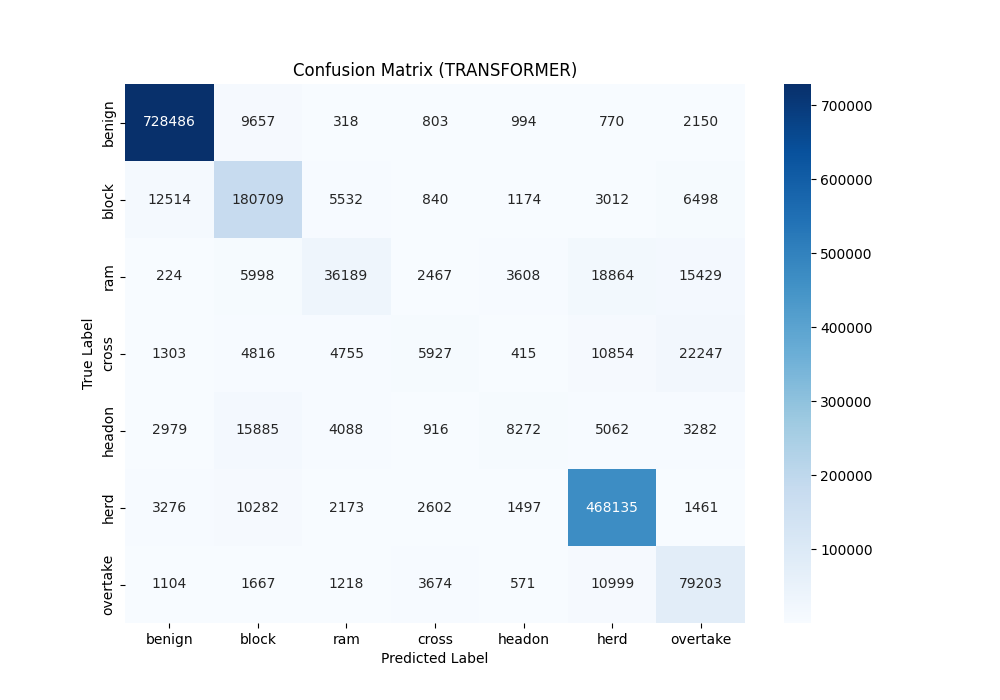 Confusion Matrix (TRANSFORMER)
True Label
benign 728486 9657 318 803 994 770 2150
block 12514 180709 5532 840 1174 3012 6498
ram 224 5998 36189 2467 3608 18864 15429
cross 1303 4816 4755 5927 415 10854 22247
headon 2979 15885 4088 916 8272 5062 3282
herd 3276 10282 2173 2602 1497 468135 1461
overtake 1104 1667 1218 3674 571 10999 79203
benign block ram cross headon herd overtake
Predicted Label
700000
600000
500000
400000
300000
200000
100000